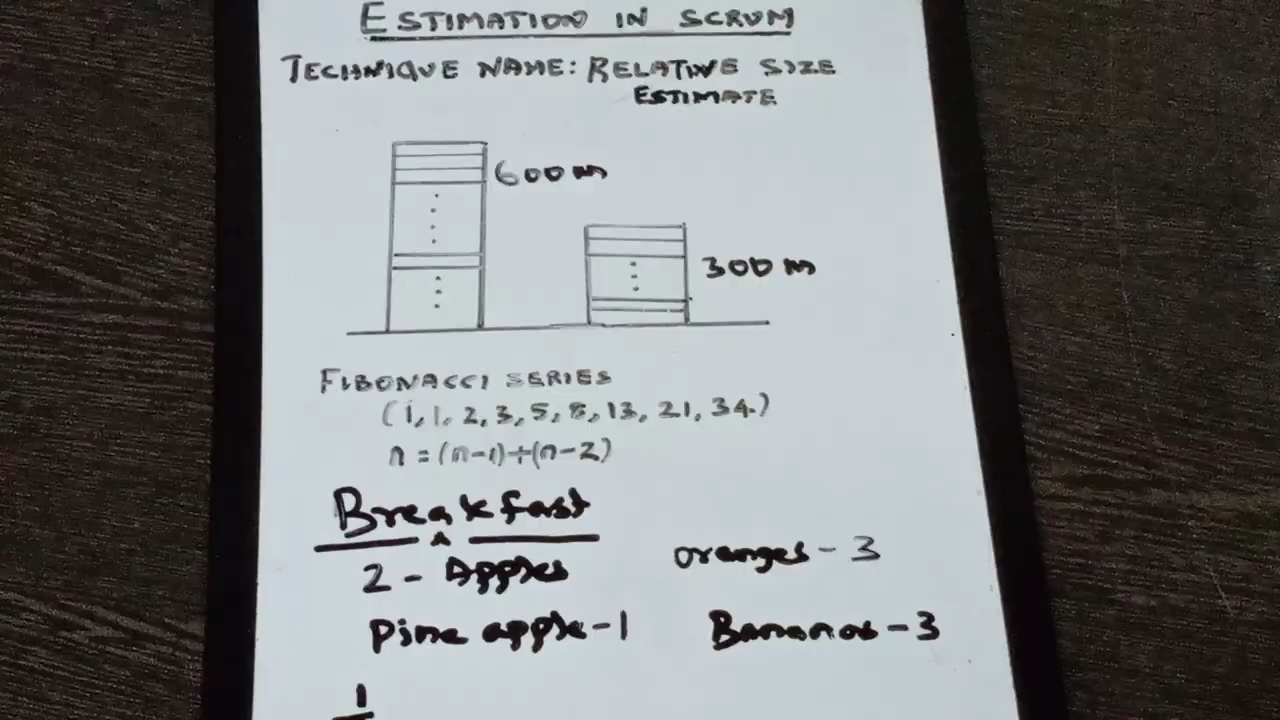 ESTIMATION IN SCRUM
TECHNIQUE NAME: RELATIVE SIZE
ESTIMATE
600 m
300 m
FIBONACCI SERIES
(1, 1, 2, 3, 5, 8, 13, 21, 34.)
n = (n-1)+(n-2)
Breakfast
2 - Apples
oranges - 3
Pine apple - 1
Bananas - 3
1